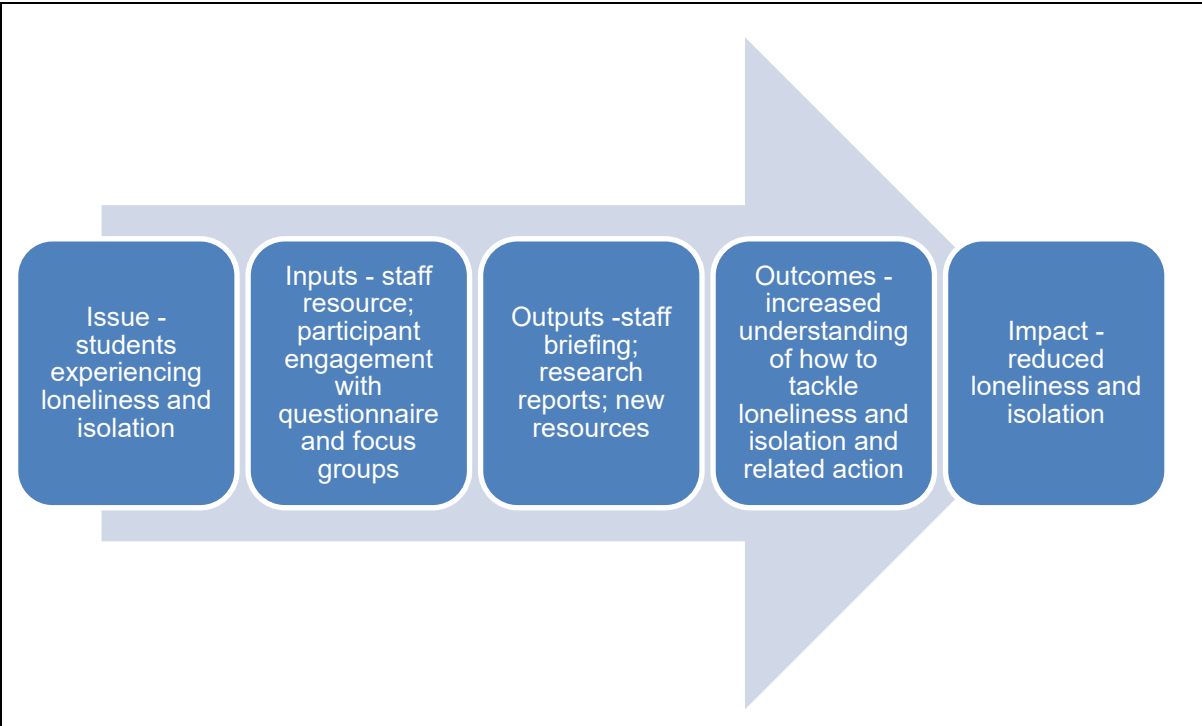 Issue -
students
experiencing
loneliness and
isolation
Inputs - staff
resource;
participant
engagement
with
questionnaire
and focus
groups
Outputs -staff
briefing;
research
reports; new
resources
Outcomes -
increased
understanding
of how to
tackle
loneliness and
isolation and
related action
Impact -
reduced
loneliness and
isolation